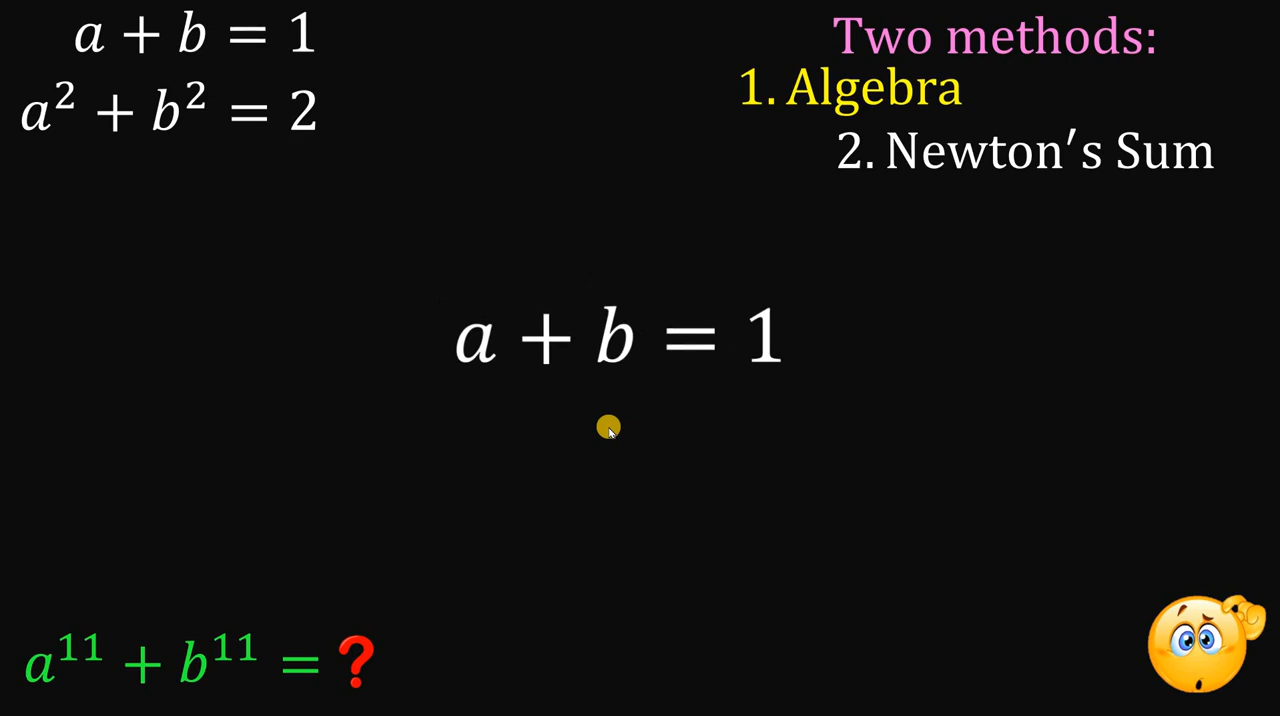 a + b = 1
a² + b² = 2
Two methods:
1. Algebra
2. Newton′s Sum
a + b = 1
a¹¹ + b¹¹ = ❓